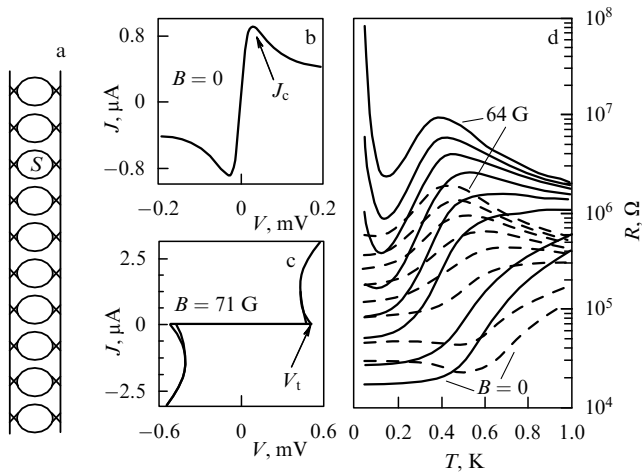 a
S
b
J, μA
0.8
0
−0.8
B = 0
J_c
−0.2
0
0.2
V, mV
c
J, μA
2.5
0
−2.5
B = 71 G
V_t
−0.6
0
0.6
V, mV
d
64 G
B = 0
10^8
10^7
10^6
10^5
10^4
R, Ω
0
0.2
0.4
0.6
0.8
1.0
T, K